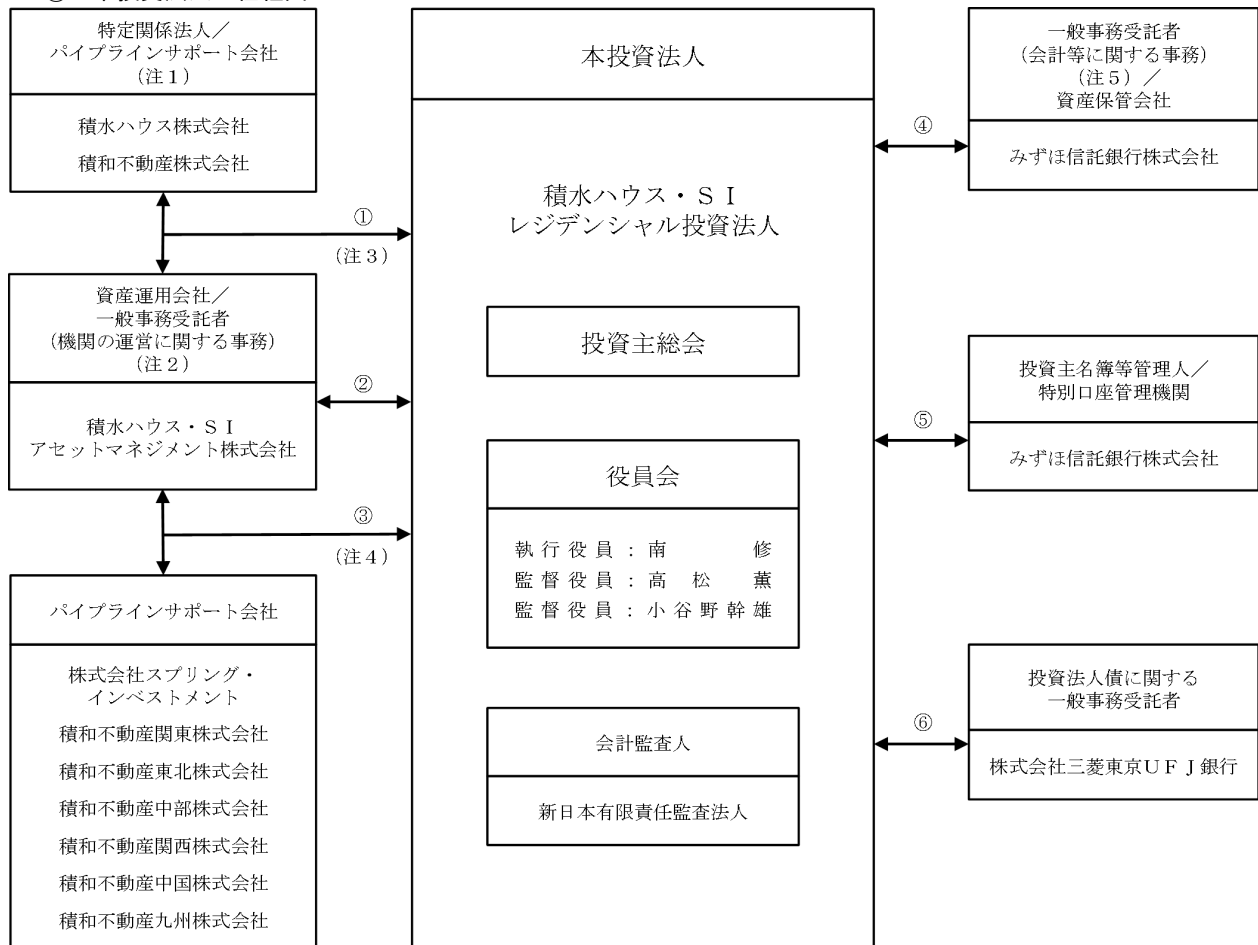 特定関係法人／
パイプラインサポート会社
（注１）
積水ハウス株式会社
積和不動産株式会社
①
（注３）
資産運用会社／
一般事務受託者
（機関の運営に関する事務）
（注２）
積水ハウス・ＳＩ
アセットマネジメント株式会社
②
③
（注４）
パイプラインサポート会社
株式会社スプリング・
インベストメント
積和不動産関東株式会社
積和不動産東北株式会社
積和不動産中部株式会社
積和不動産関西株式会社
積和不動産中国株式会社
積和不動産九州株式会社
本投資法人
積水ハウス・ＳＩ
レジデンシャル投資法人
投資主総会
役員会
執行役員：南　　修
監督役員：高松　薫
監督役員：小谷野幹雄
会計監査人
新日本有限責任監査法人
一般事務受託者
（会計等に関する事務）
（注５）／
資産保管会社
④
みずほ信託銀行株式会社
投資主名簿等管理人／
特別口座管理機関
⑤
みずほ信託銀行株式会社
投資法人債に関する
一般事務受託者
⑥
株式会社三菱東京ＵＦＪ銀行